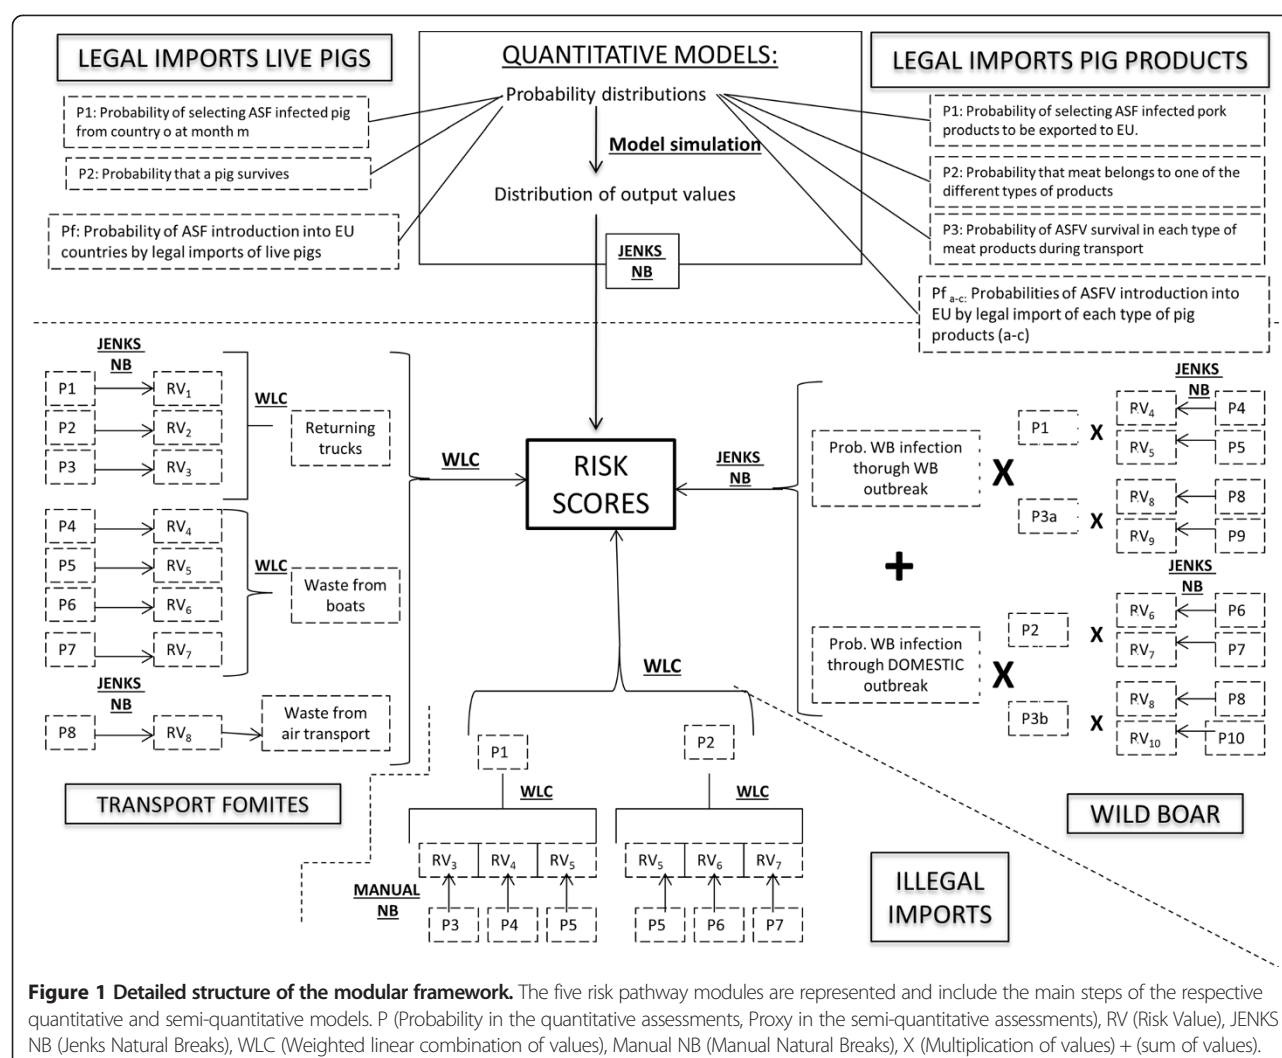 LEGAL IMPORTS LIVE PIGS
P1: Probability of selecting ASF infected pig
from country o at month m
P2: Probability that a pig survives
Pf: Probability of ASF introduction into EU
countries by legal imports of live pigs
QUANTITATIVE MODELS:
Probability distributions
Model simulation
Distribution of output values
JENKS
NB
LEGAL IMPORTS PIG PRODUCTS
P1: Probability of selecting ASF infected pork
products to be exported to EU.
P2: Probability that meat belongs to one of the
different types of products
P3: Probability of ASFV survival in each type of
meat products during transport
Pf a-c: Probabilities of ASFV introduction into
EU by legal import of each type of pig
products (a-c)
JENKS
NB
P1 RV1
P2 RV2
P3 RV3
WLC
Returning
trucks
P4 RV4
P5 RV5
P6 RV6
P7 RV7
WLC
Waste from
boats
JENKS
NB
P8 RV8
Waste from
air transport
WLC
TRANSPORT FOMITES
RISK
SCORES
JENKS
NB
Prob. WB infection
thorugh WB
outbreak
X
P1 X RV4 P4
RV5 P5
JENKS
NB
P3a X RV8 P8
RV9 P9
+
Prob. WB infection
through DOMESTIC
outbreak
X
JENKS
NB
P2 X RV6 P6
RV7 P7
P3b X RV8 P8
RV10 P10
WILD BOAR
WLC
P1 P2
WLC WLC
RV3 RV4 RV5 RV5 RV6 RV7
MANUAL
NB
P3 P4 P5 P5 P6 P7
ILLEGAL
IMPORTS
Figure 1 Detailed structure of the modular framework. The five risk pathway modules are represented and include the main steps of the respective
quantitative and semi-quantitative models. P (Probability in the quantitative assessments, Proxy in the semi-quantitative assessments), RV (Risk Value), JENKS
NB (Jenks Natural Breaks), WLC (Weighted linear combination of values), Manual NB (Manual Natural Breaks), X (Multiplication of values) + (sum of values).